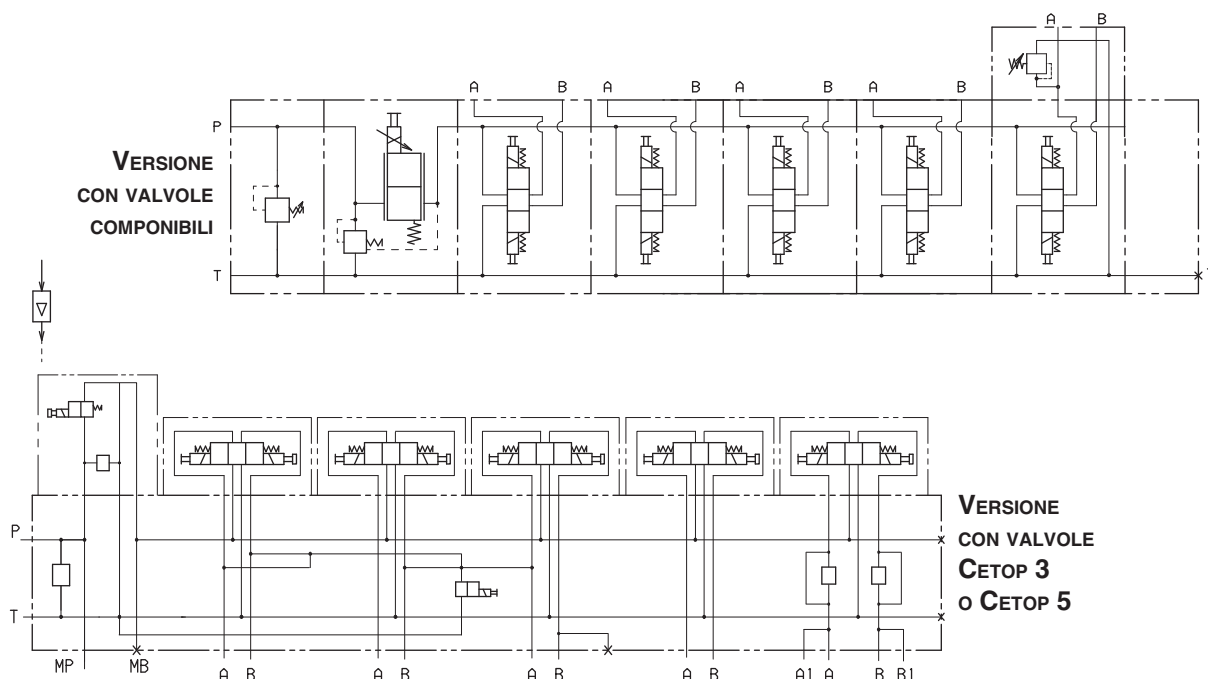 A B
A B A B A B A B
P
VERSIONE
CON VALVOLE
COMPONIBILI
T
P
T
VERSIONE
CON VALVOLE
CETOP 3
O CETOP 5
MP MB A B A B A B A B A1 A B B1